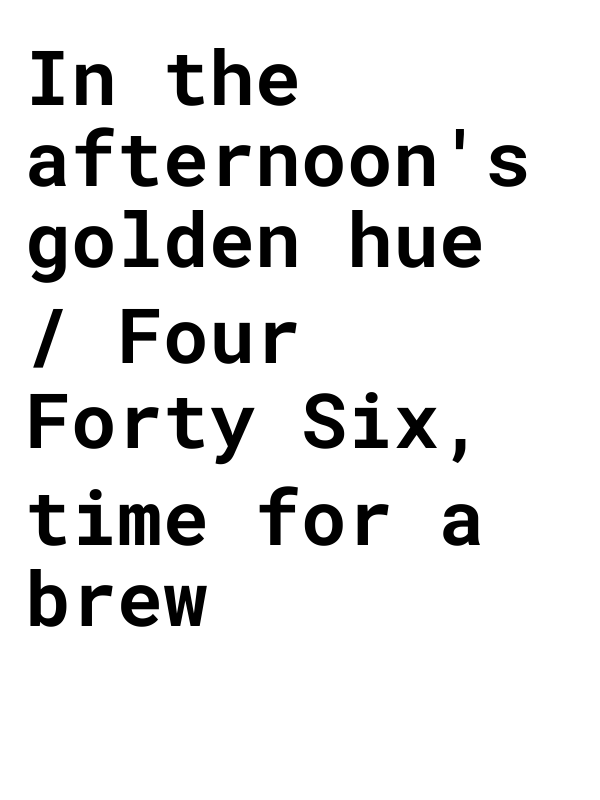 In the
afternoon's
golden hue
/ Four
Forty Six,
time for a
brew